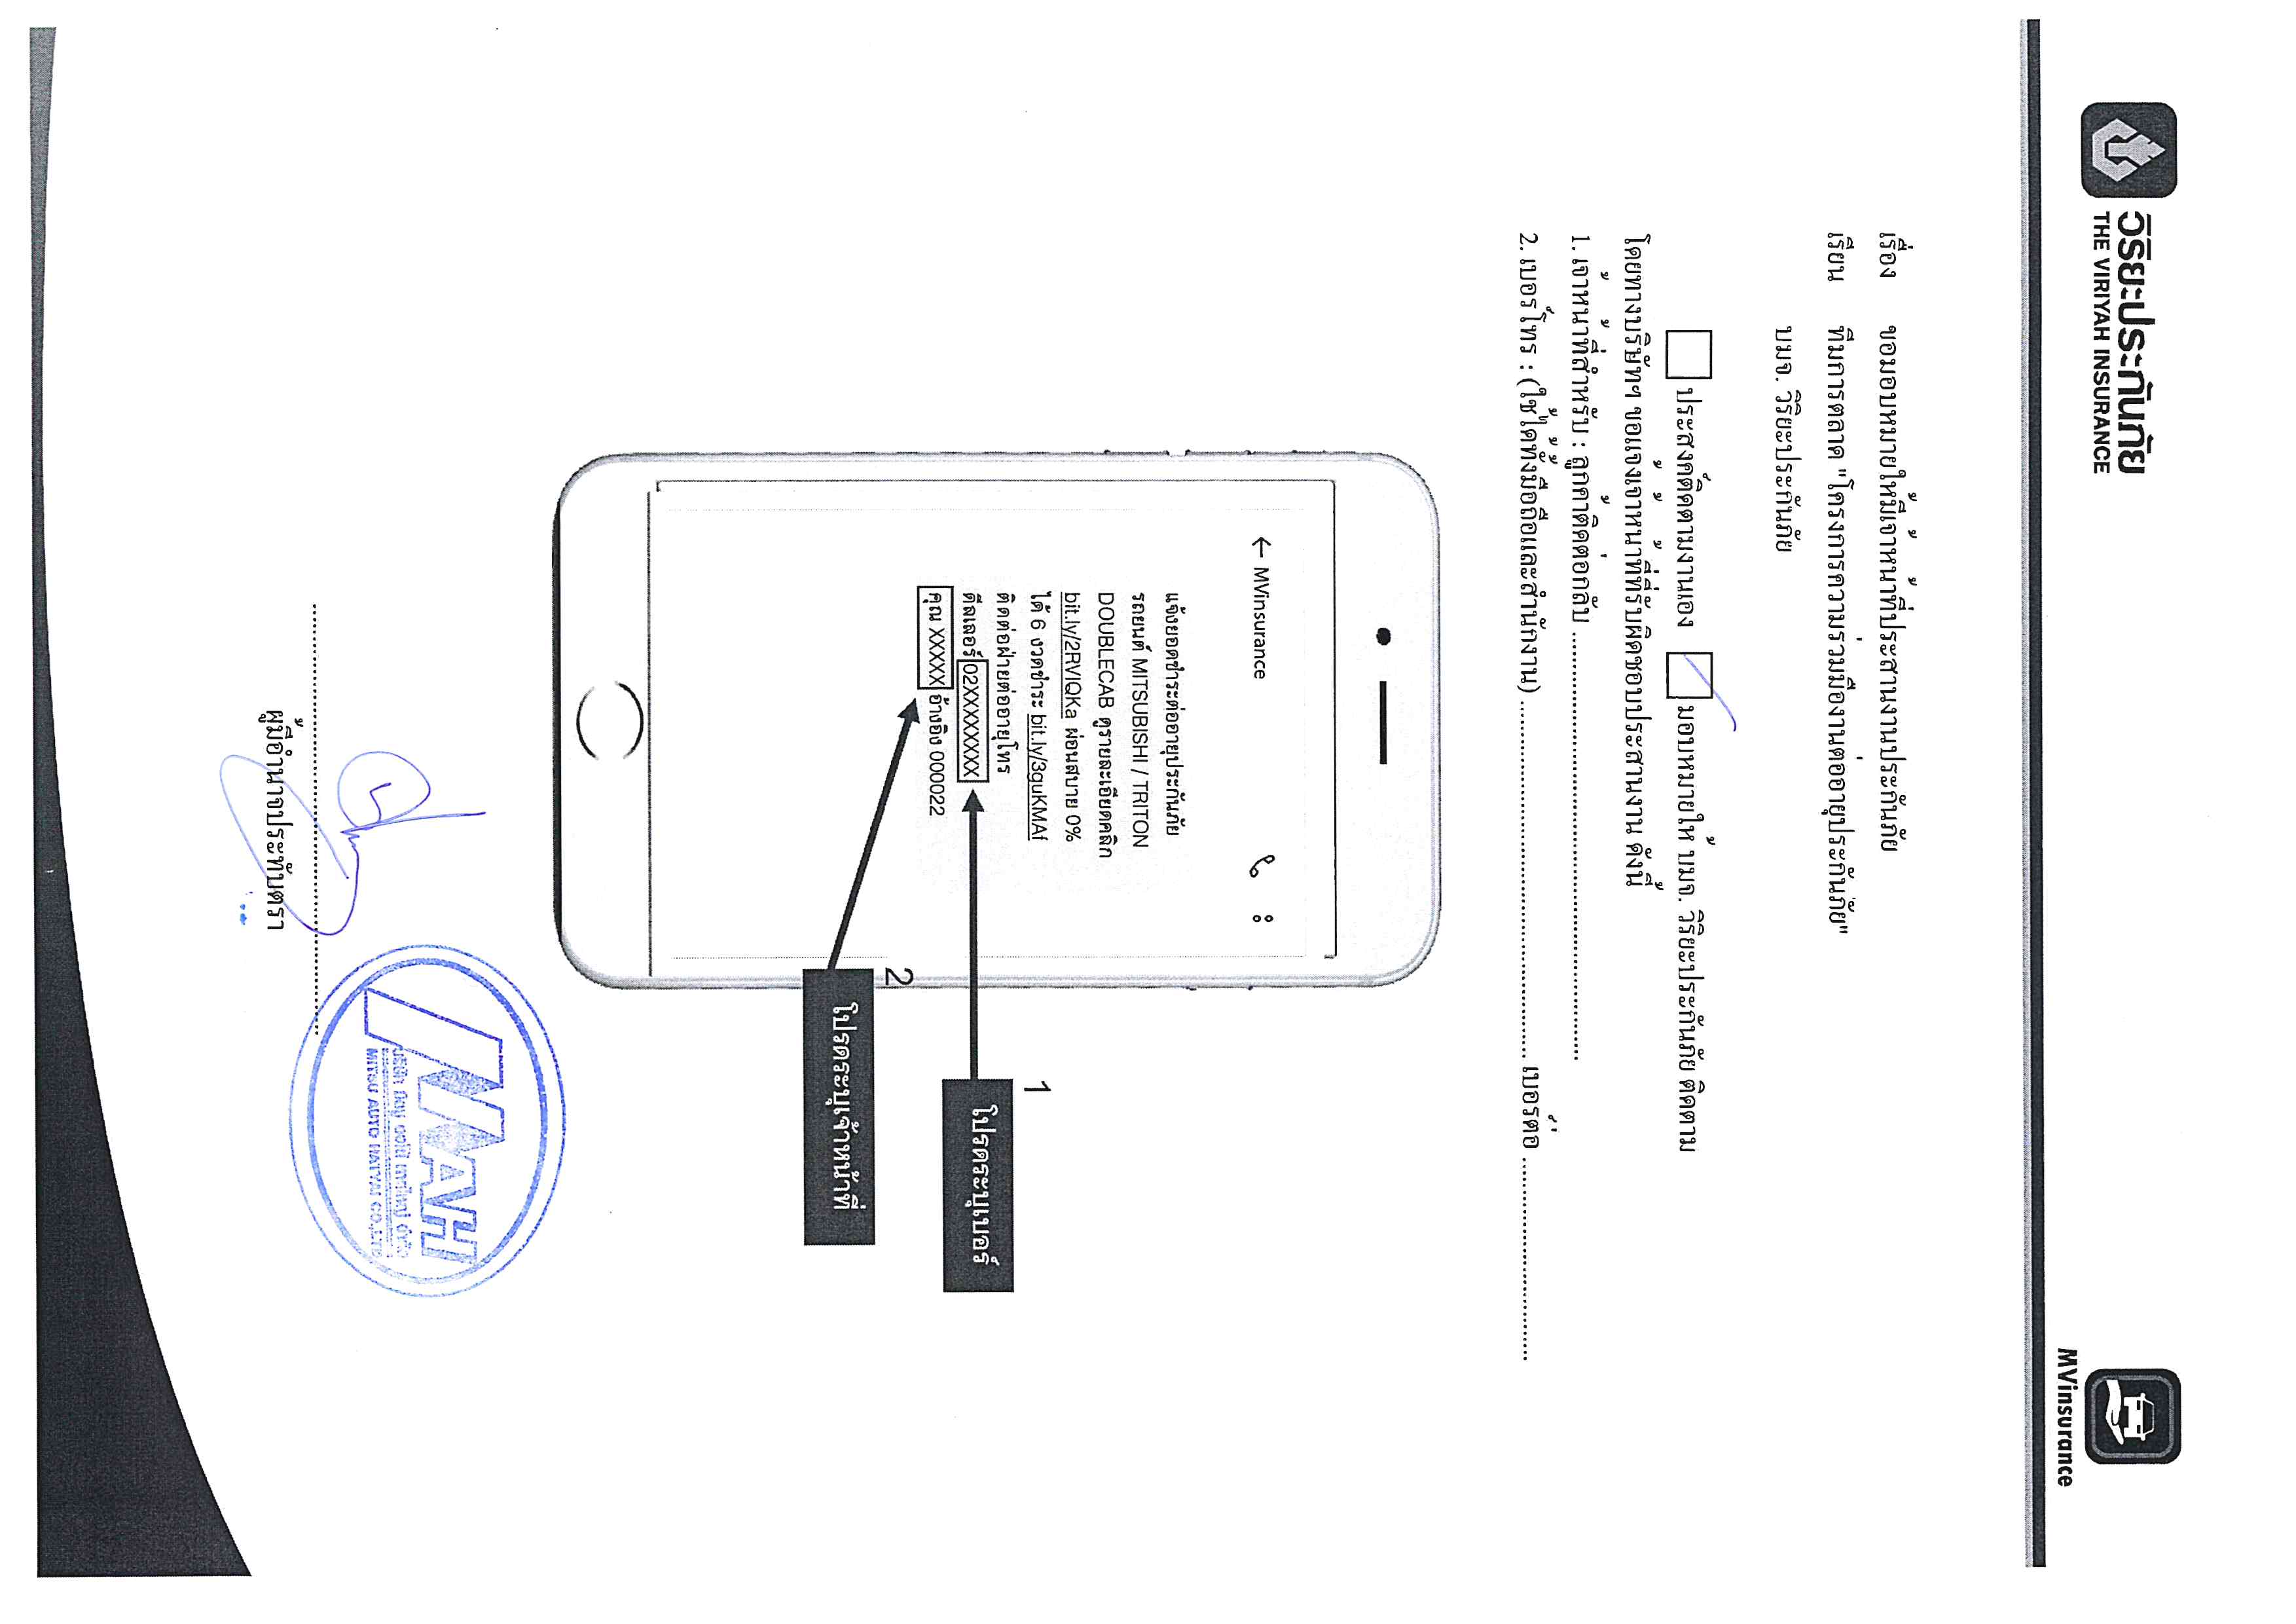 วิริยะประกันภัย
THE VIRIYAH INSURANCE
MVinsurance
เรื่อง ขอมอบหมายให้มีเจ้าหน้าที่ประสานงานประกันภัย
เรียน ทีมการตลาด "โครงการความร่วมมืองานต่ออายุประกันภัย"
บมจ. วิริยะประกันภัย
ประสงค์ติดตามงานเอง มอบหมายให้ บมจ. วิริยะประกันภัย ติดตาม
โดยทางบริษัทฯ ขอแจ้งเจ้าหน้าที่ที่รับผิดชอบประสานงาน ดังนี้
1. เจ้าหน้าที่สำหรับ : ลูกค้าติดต่อกลับ ........................................................................
2. เบอร์โทร : (ใช้ได้ทั้งมือถือและสำนักงาน) ............................................................ เบอร์ต่อ ..................................
← MVinsurance
แจ้งยอดชำระต่ออายุประกันภัย
รถยนต์ MITSUBISHI / TRITON
DOUBLECAB ดูรายละเอียดคลิก
bit.ly/2RVIQKa ผ่อนสบาย 0%
ได้ 6 งวดชำระ bit.ly/3guKMAf
ติดต่อฝ่ายต่ออายุโทร
ดีลเลอร์ 02XXXXXXXX
คุณ XXXXX อ้างอิง 000022
1
โปรดระบุเบอร์
2
โปรดระบุเจ้าหน้าที่
ผู้มีอำนาจประทับตรา
MAH
บริษัท มิตซู ออโต้ หาดใหญ่ จำกัด
MITSU AUTO HATYAI CO.,LTD.